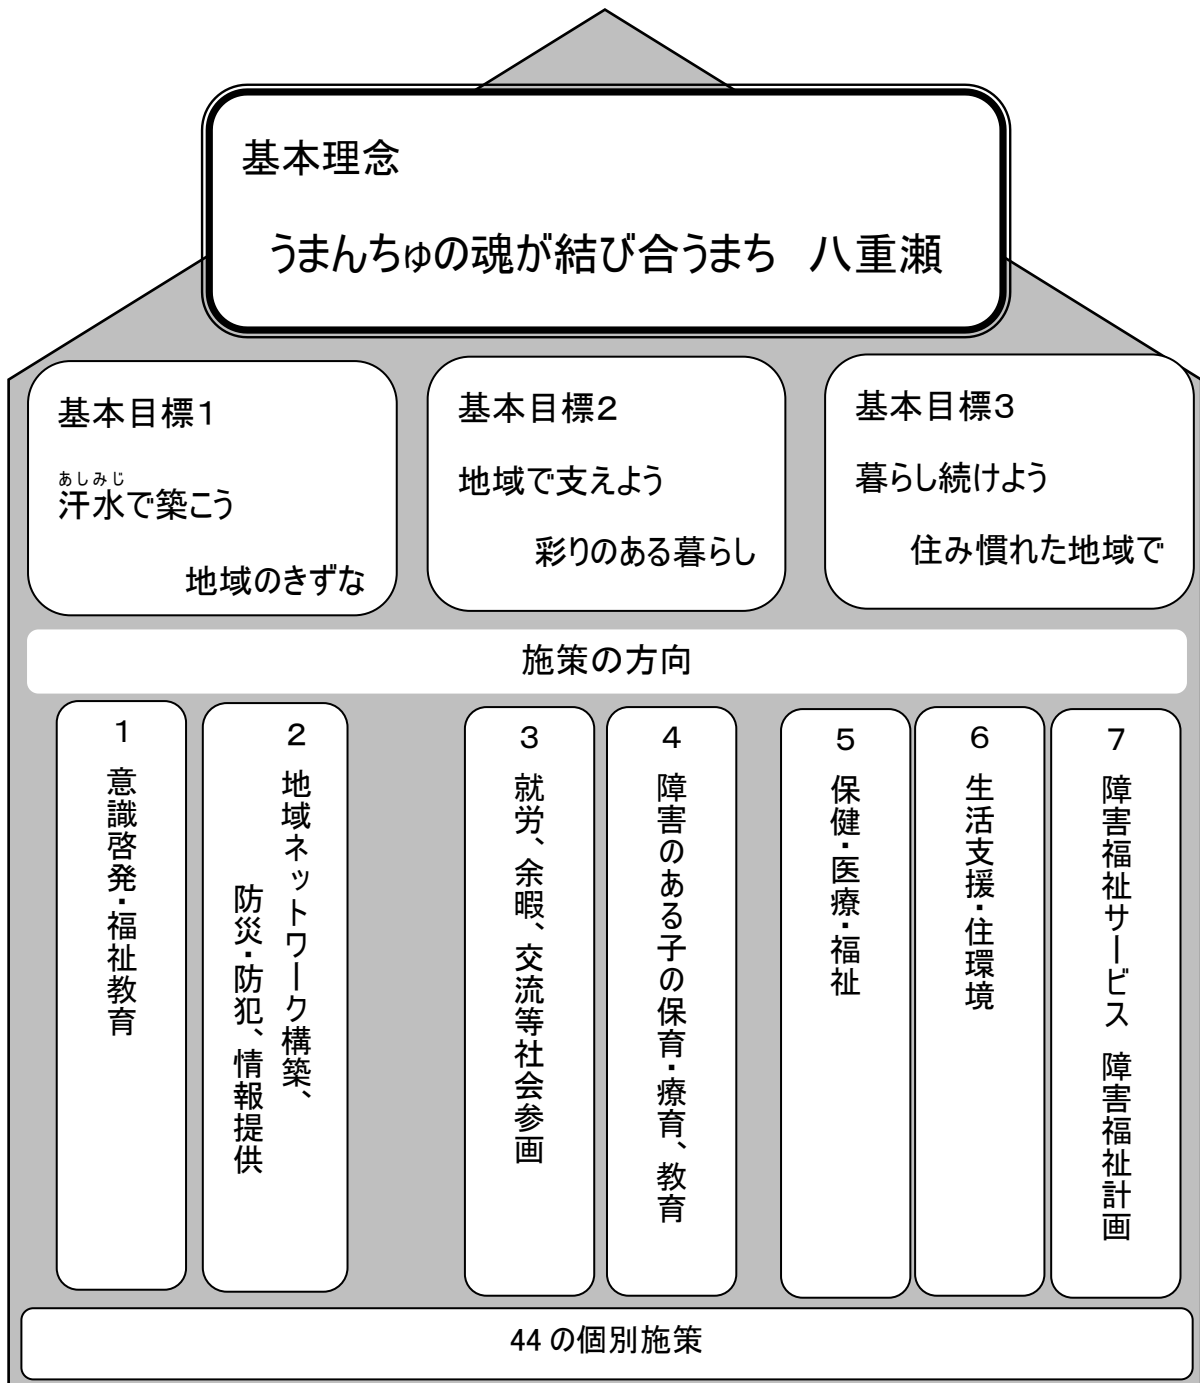 基本理念
うまんちゅの魂が結び合うまち　八重瀬
基本目標1
あしみじ
汗水で築こう
地域のきずな
基本目標2
地域で支えよう
彩りのある暮らし
基本目標3
暮らし続けよう
住み慣れた地域で
施策の方向
1
意識啓発・福祉教育
2
地域ネットワーク構築、
防災・防犯、情報提供
3
就労、余暇、交流等社会参画
4
障害のある子の保育・療育、教育
5
保健・医療・福祉
6
生活支援・住環境
7
障害福祉サービス 障害福祉計画
44の個別施策